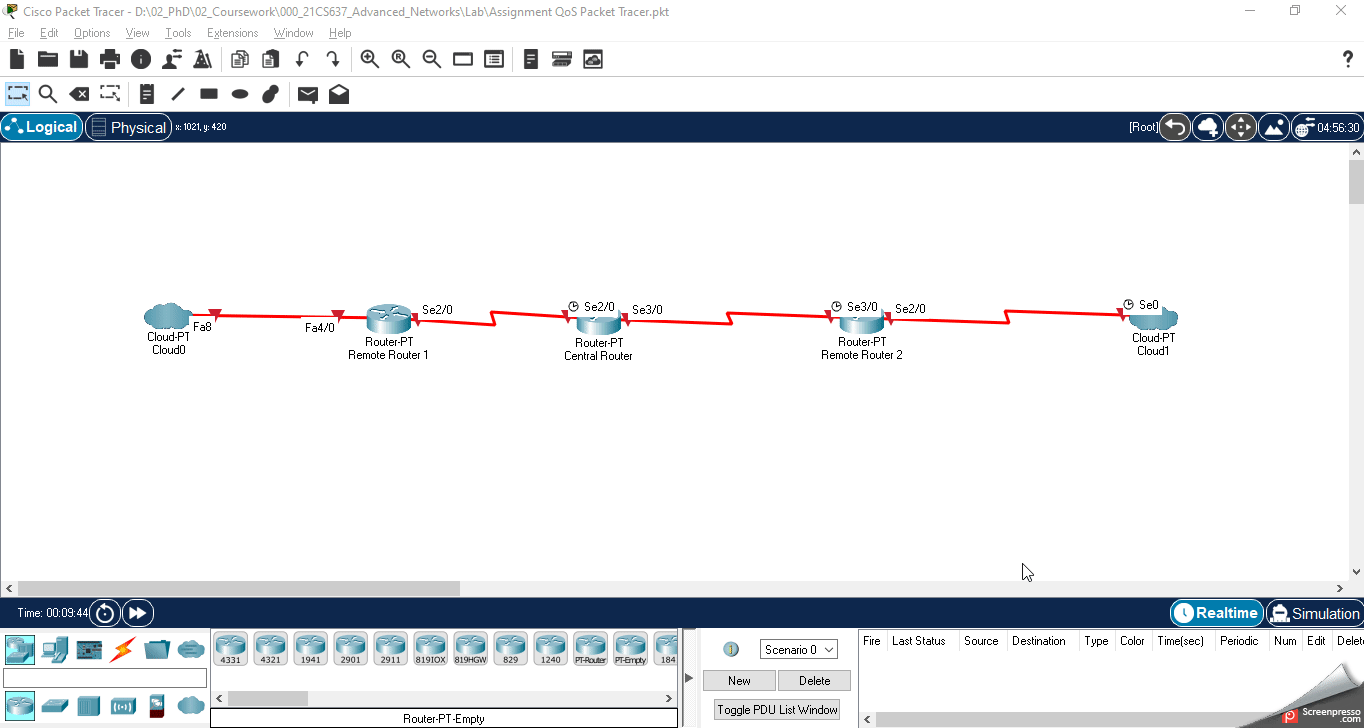 Cisco Packet Tracer - D:\02_PhD\02_Coursework\000_21CS637_Advanced_Networks\Lab\Assignment QoS Packet Tracer.pkt
File Edit Options View Tools Extensions Window Help
Logical Physical x: 1021, y: 420 [Root] 04:56:30
Se2/0 Se2/0 Se3/0 Se3/0 Se2/0 Se0
Fa8 Fa4/0
Cloud-PT Router-PT Router-PT Router-PT Cloud-PT
Cloud0 Remote Router 1 Central Router Remote Router 2 Cloud1
Time: 00:09:44 Realtime Simulation
Fire Last Status Source Destination Type Color Time(sec) Periodic Num Edit Delet
Scenario 0
4331 4321 1941 2901 2911 819IOX 819HGW 829 1240 PT-Router PT-Empty 184
New Delete
Toggle PDU List Window
Router-PT-Empty
Screenpresso
.com